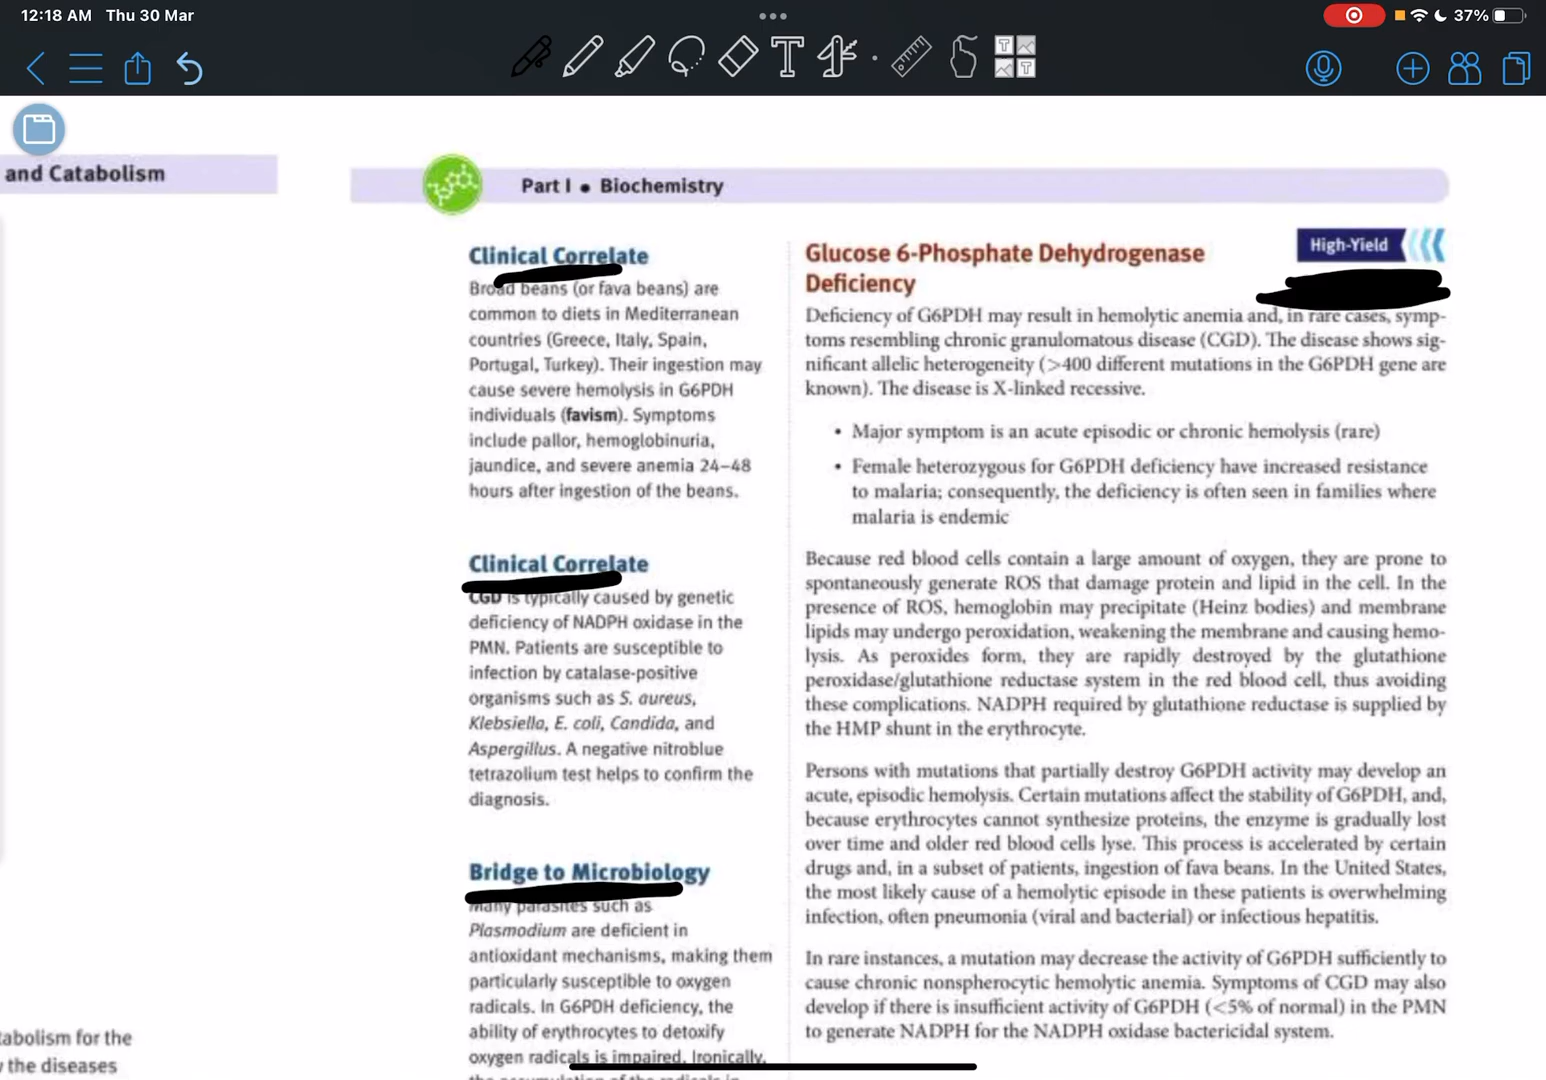 12:18 AM Thu 30 Mar
37%
and Catabolism
Part I • Biochemistry
Clinical Correlate
Broad beans (or fava beans) are
common to diets in Mediterranean
countries (Greece, Italy, Spain,
Portugal, Turkey). Their ingestion may
cause severe hemolysis in G6PDH
individuals (favism). Symptoms
include pallor, hemoglobinuria,
jaundice, and severe anemia 24–48
hours after ingestion of the beans.
Clinical Correlate
CGD is typically caused by genetic
deficiency of NADPH oxidase in the
PMN. Patients are susceptible to
infection by catalase-positive
organisms such as S. aureus,
Klebsiella, E. coli, Candida, and
Aspergillus. A negative nitroblue
tetrazolium test helps to confirm the
diagnosis.
Bridge to Microbiology
Many parasites such as
Plasmodium are deficient in
antioxidant mechanisms, making them
particularly susceptible to oxygen
radicals. In G6PDH deficiency, the
ability of erythrocytes to detoxify
oxygen radicals is impaired. Ironically,
the accumulation of the radicals in
Glucose 6-Phosphate Dehydrogenase
Deficiency
High-Yield
Deficiency of G6PDH may result in hemolytic anemia and, in rare cases, symp-
toms resembling chronic granulomatous disease (CGD). The disease shows sig-
nificant allelic heterogeneity (>400 different mutations in the G6PDH gene are
known). The disease is X-linked recessive.
• Major symptom is an acute episodic or chronic hemolysis (rare)
• Female heterozygous for G6PDH deficiency have increased resistance
to malaria; consequently, the deficiency is often seen in families where
malaria is endemic
Because red blood cells contain a large amount of oxygen, they are prone to
spontaneously generate ROS that damage protein and lipid in the cell. In the
presence of ROS, hemoglobin may precipitate (Heinz bodies) and membrane
lipids may undergo peroxidation, weakening the membrane and causing hemo-
lysis. As peroxides form, they are rapidly destroyed by the glutathione
peroxidase/glutathione reductase system in the red blood cell, thus avoiding
these complications. NADPH required by glutathione reductase is supplied by
the HMP shunt in the erythrocyte.
Persons with mutations that partially destroy G6PDH activity may develop an
acute, episodic hemolysis. Certain mutations affect the stability of G6PDH, and,
because erythrocytes cannot synthesize proteins, the enzyme is gradually lost
over time and older red blood cells lyse. This process is accelerated by certain
drugs and, in a subset of patients, ingestion of fava beans. In the United States,
the most likely cause of a hemolytic episode in these patients is overwhelming
infection, often pneumonia (viral and bacterial) or infectious hepatitis.
In rare instances, a mutation may decrease the activity of G6PDH sufficiently to
cause chronic nonspherocytic hemolytic anemia. Symptoms of CGD may also
develop if there is insufficient activity of G6PDH (<5% of normal) in the PMN
to generate NADPH for the NADPH oxidase bactericidal system.
tabolism for the
the diseases